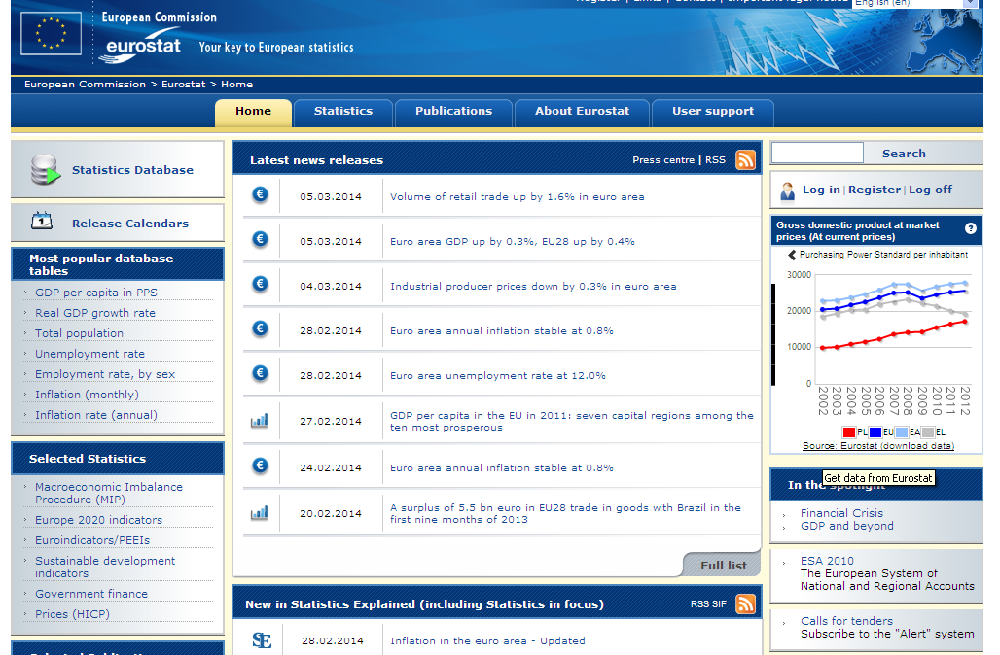 Register | Links | Contact | Important legal notice
English (en)
European Commission
eurostat
Your key to European statistics
European Commission > Eurostat > Home
Home
Statistics
Publications
About Eurostat
User support
Statistics Database
1
Release Calendars
Most popular database
tables
GDP per capita in PPS
Real GDP growth rate
Total population
Unemployment rate
Employment rate, by sex
Inflation (monthly)
Inflation rate (annual)
Selected Statistics
Macroeconomic Imbalance
Procedure (MIP)
Europe 2020 indicators
Euroindicators/PEEIs
Sustainable development
indicators
Government finance
Prices (HICP)
Latest news releases
Press centre | RSS
€ 05.03.2014 Volume of retail trade up by 1.6% in euro area
€ 05.03.2014 Euro area GDP up by 0.3%, EU28 up by 0.4%
€ 04.03.2014 Industrial producer prices down by 0.3% in euro area
€ 28.02.2014 Euro area annual inflation stable at 0.8%
€ 28.02.2014 Euro area unemployment rate at 12.0%
27.02.2014 GDP per capita in the EU in 2011: seven capital regions among the
ten most prosperous
€ 24.02.2014 Euro area annual inflation stable at 0.8%
20.02.2014 A surplus of 5.5 bn euro in EU28 trade in goods with Brazil in the
first nine months of 2013
Full list
New in Statistics Explained (including Statistics in focus)
RSS SIF
SE 28.02.2014 Inflation in the euro area - Updated
Search
Log in | Register | Log off
Gross domestic product at market
prices (At current prices)
?
Purchasing Power Standard per inhabitant
30000
20000
10000
0
2002
2003
2004
2005
2006
2007
2008
2009
2010
2011
2012
PL EU EA EL
Source: Eurostat (download data)
Get data from Eurostat
In the spotlight
Financial Crisis
GDP and beyond
ESA 2010
The European System of
National and Regional Accounts
Calls for tenders
Subscribe to the "Alert" system